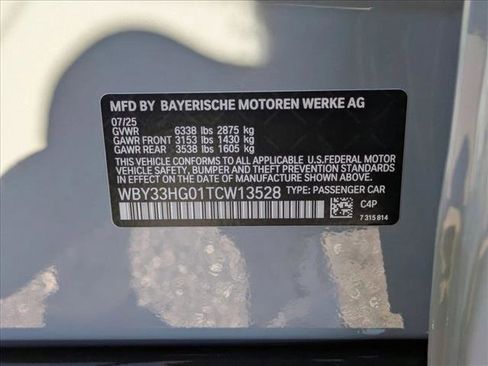 MFD BY BAYERISCHE MOTOREN WERKE AG
07/25
GVWR 6338 lbs 2875 kg
GAWR FRONT 3153 lbs 1430 kg
GAWR REAR 3538 lbs 1605 kg
THIS VEHICLE CONFORMS TO ALL APPLICABLE U.S.FEDERAL MOTOR
VEHICLE SAFETY, BUMPER, AND THEFT PREVENTION STANDARDS
IN EFFECT ON THE DATE OF MANUFACTURE SHOWN ABOVE.
WBY33HG01TCW13528 TYPE: PASSENGER CAR
C4P
7 315 814